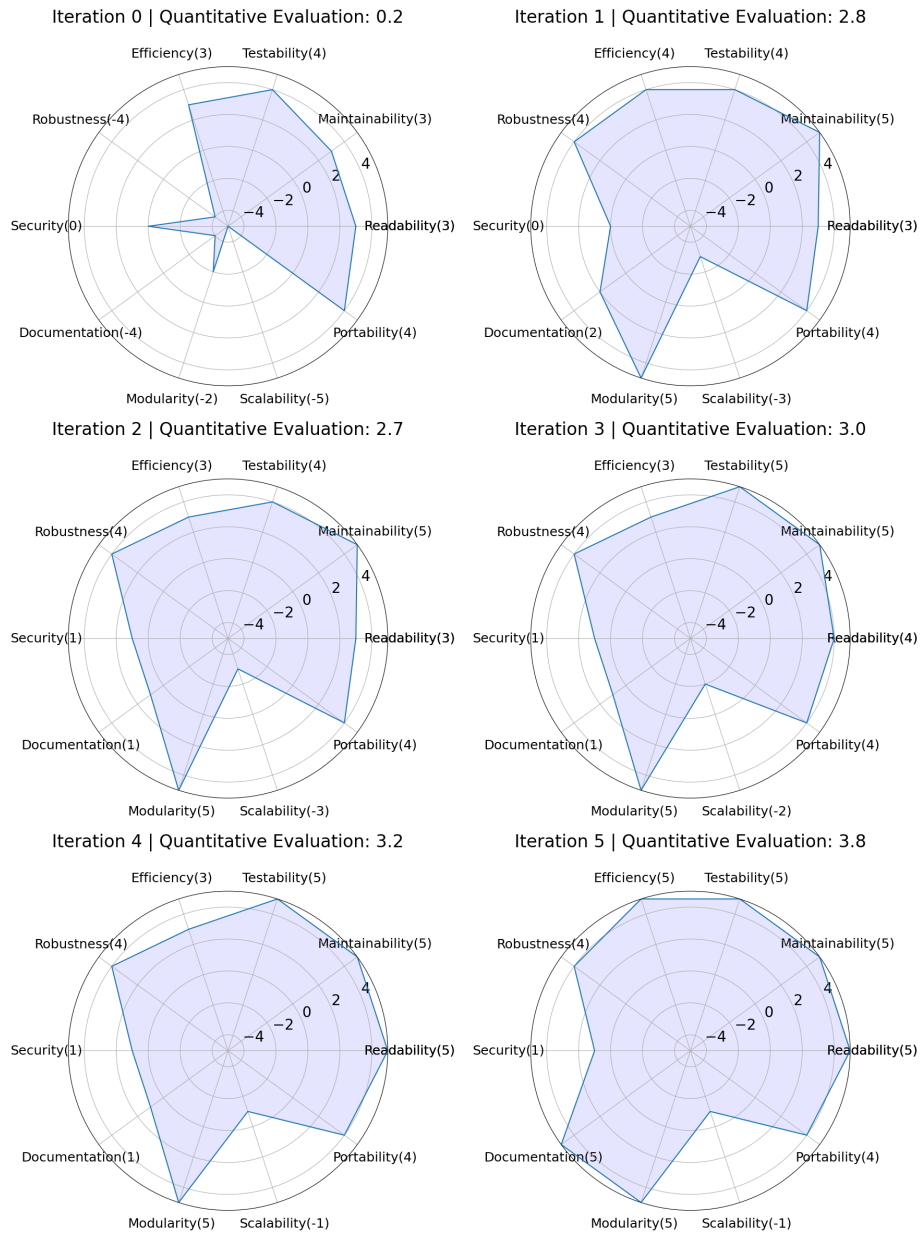 Iteration 0 | Quantitative Evaluation: 0.2
Efficiency(3) Testability(4)
Robustness(-4) Maintainability(3)
4
2
0
−2
−4
Security(0) Readability(3)
Documentation(-4) Portability(4)
Modularity(-2) Scalability(-5)
Iteration 1 | Quantitative Evaluation: 2.8
Efficiency(4) Testability(4)
Robustness(4) Maintainability(5)
4
2
0
−2
−4
Security(0) Readability(3)
Documentation(2) Portability(4)
Modularity(5) Scalability(-3)
Iteration 2 | Quantitative Evaluation: 2.7
Efficiency(3) Testability(4)
Robustness(4) Maintainability(5)
4
2
0
−2
−4
Security(1) Readability(3)
Documentation(1) Portability(4)
Modularity(5) Scalability(-3)
Iteration 3 | Quantitative Evaluation: 3.0
Efficiency(3) Testability(5)
Robustness(4) Maintainability(5)
4
2
0
−2
−4
Security(1) Readability(4)
Documentation(1) Portability(4)
Modularity(5) Scalability(-2)
Iteration 4 | Quantitative Evaluation: 3.2
Efficiency(3) Testability(5)
Robustness(4) Maintainability(5)
4
2
0
−2
−4
Security(1) Readability(5)
Documentation(1) Portability(4)
Modularity(5) Scalability(-1)
Iteration 5 | Quantitative Evaluation: 3.8
Efficiency(5) Testability(5)
Robustness(4) Maintainability(5)
4
2
0
−2
−4
Security(1) Readability(5)
Documentation(5) Portability(4)
Modularity(5) Scalability(-1)